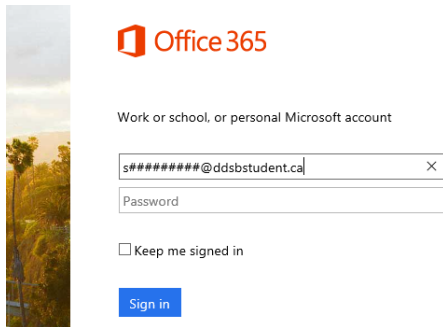 Office 365
Work or school, or personal Microsoft account
s#########@ddsbstudent.ca
Password
Keep me signed in
Sign in